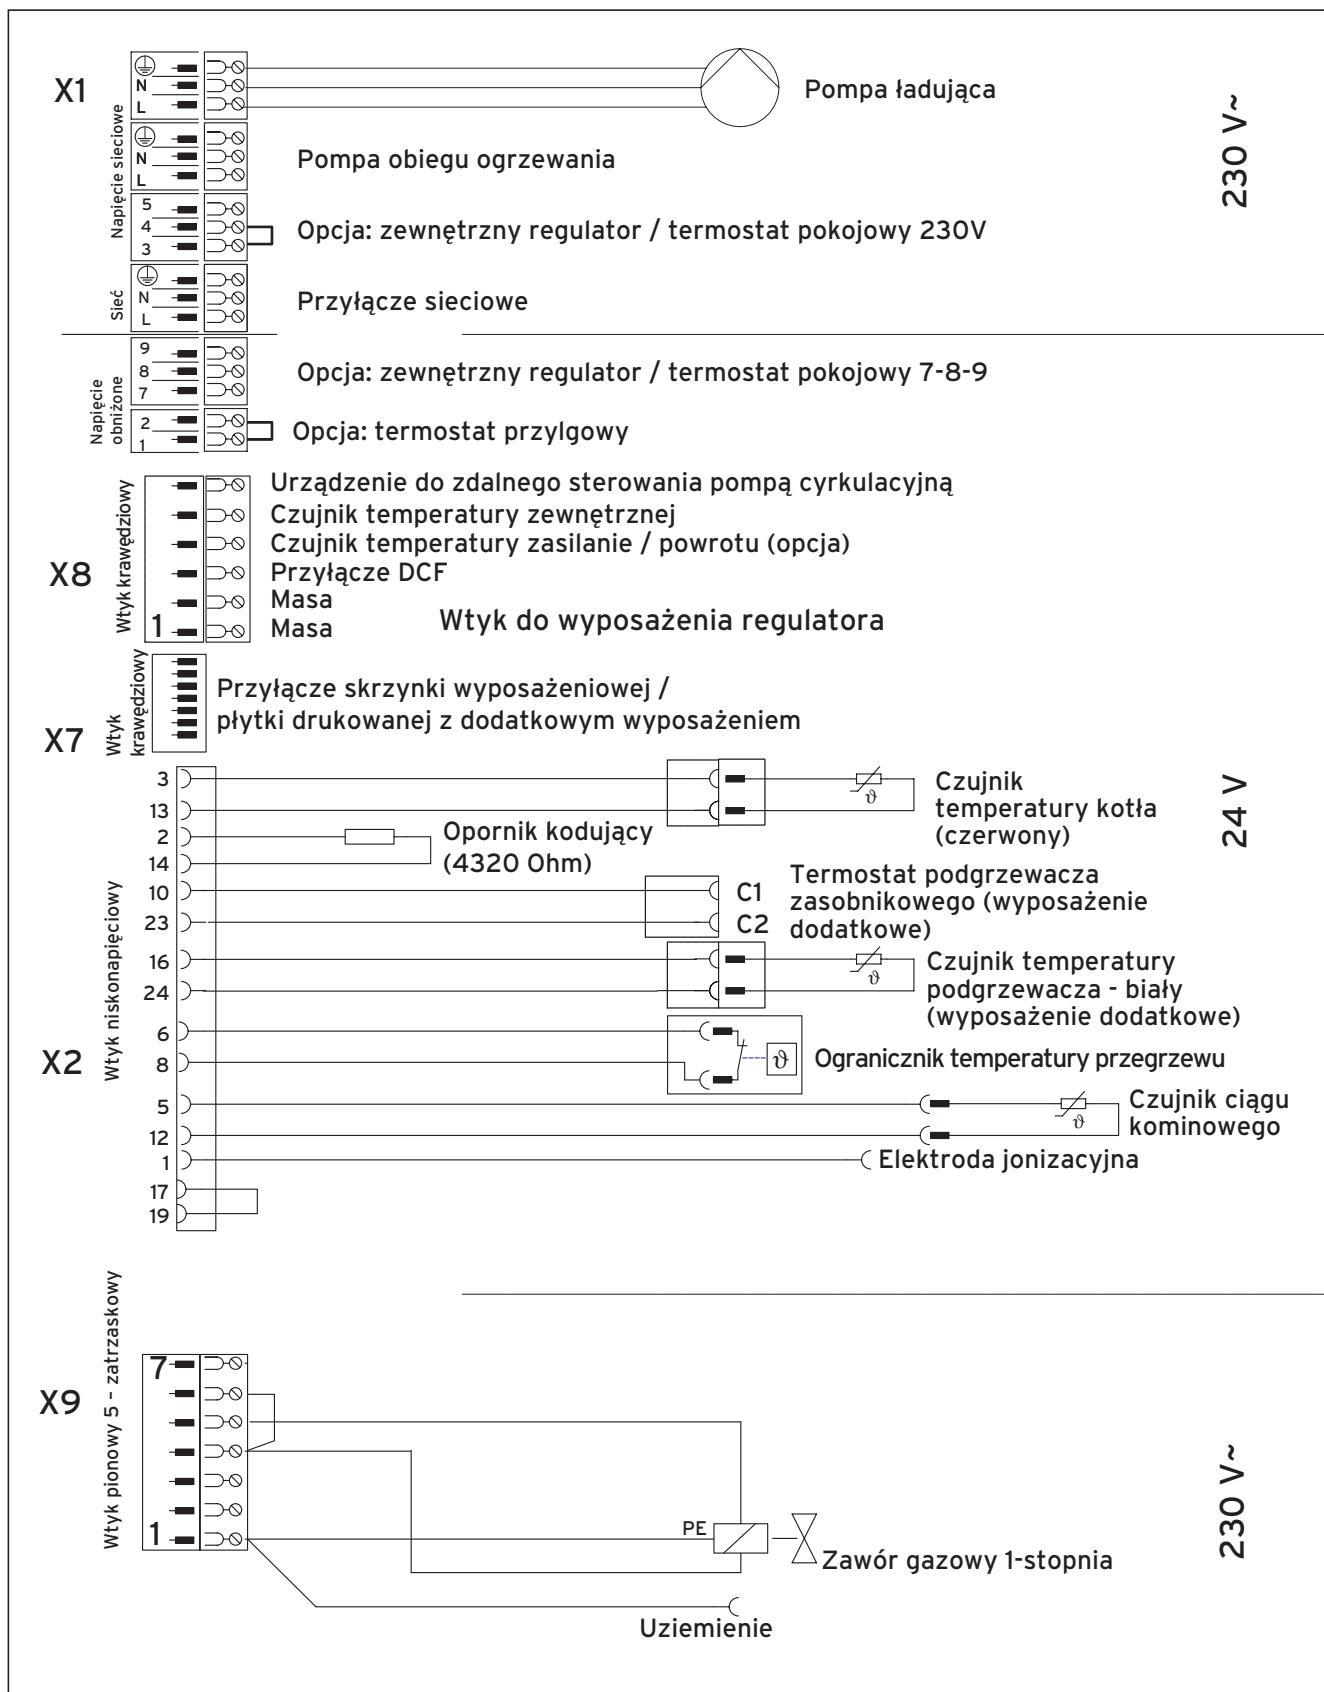 X1
Napięcie sieciowe
N
L
Pompa ładująca
230 V~
N
L
Pompa obiegu ogrzewania
5
4
3
Opcja: zewnętrzny regulator / termostat pokojowy 230V
Sieć
N
L
Przyłącze sieciowe
Napięcie
obniżone
9
8
7
Opcja: zewnętrzny regulator / termostat pokojowy 7-8-9
2
1
Opcja: termostat przylgowy
X8
Wtyk krawędziowy
1
Urządzenie do zdalnego sterowania pompą cyrkulacyjną
Czujnik temperatury zewnętrznej
Czujnik temperatury zasilanie / powrotu (opcja)
Przyłącze DCF
Masa
Masa
Wtyk do wyposażenia regulatora
X7
Wtyk
krawędziowy
Przyłącze skrzynki wyposażeniowej /
płytki drukowanej z dodatkowym wyposażeniem
24 V
X2
Wtyk niskonapięciowy
3
13
ϑ
Czujnik
temperatury kotła
(czerwony)
2
14
Opornik kodujący
(4320 Ohm)
10
23
C1
C2
Termostat podgrzewacza
zasobnikowego (wyposażenie
dodatkowe)
16
24
ϑ
Czujnik temperatury
podgrzewacza - biały
(wyposażenie dodatkowe)
6
8
ϑ
Ogranicznik temperatury przegrzewu
5
12
ϑ
Czujnik ciągu
kominowego
1
Elektroda jonizacyjna
17
19
X9
Wtyk pionowy 5 – zatrzaskowy
7
1
PE
Zawór gazowy 1-stopnia
Uziemienie
230 V~